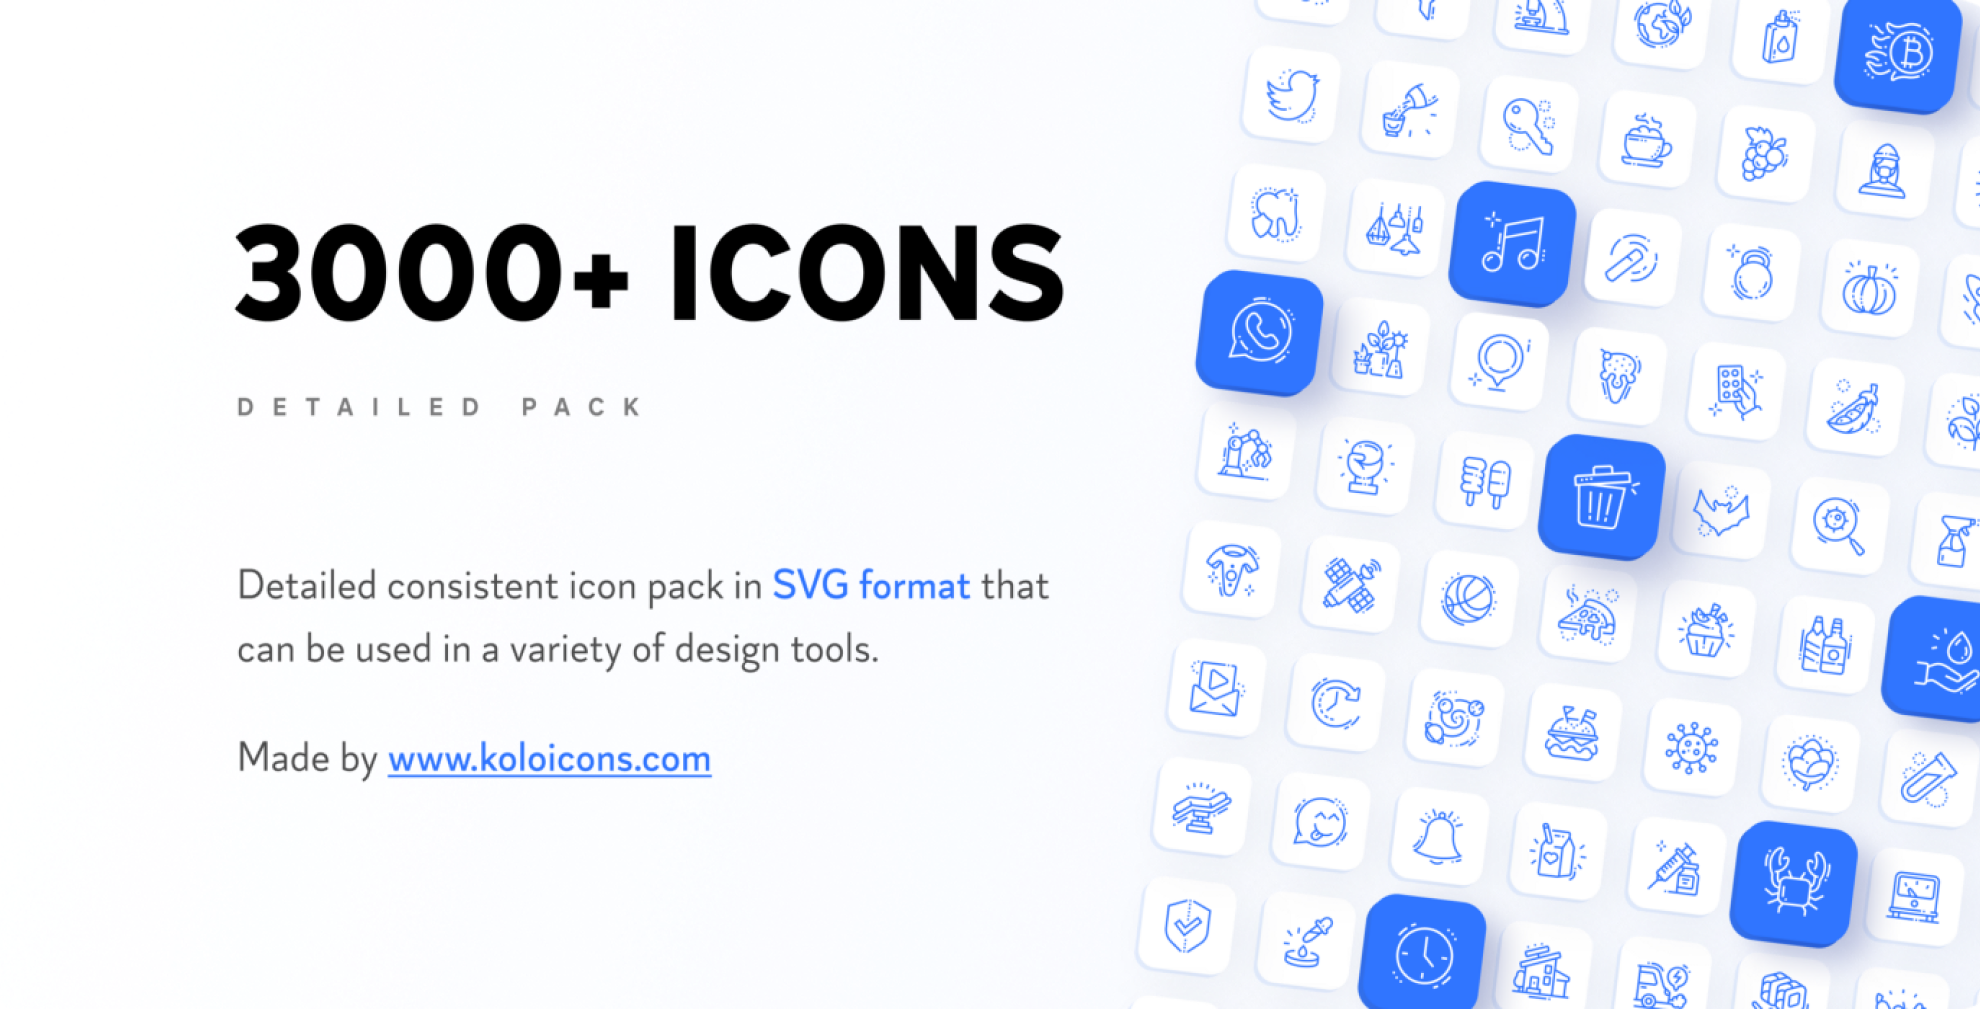 3000+ ICONS
DETAILED PACK
Detailed consistent icon pack in SVG format that
can be used in a variety of design tools.
Made by www.koloicons.com